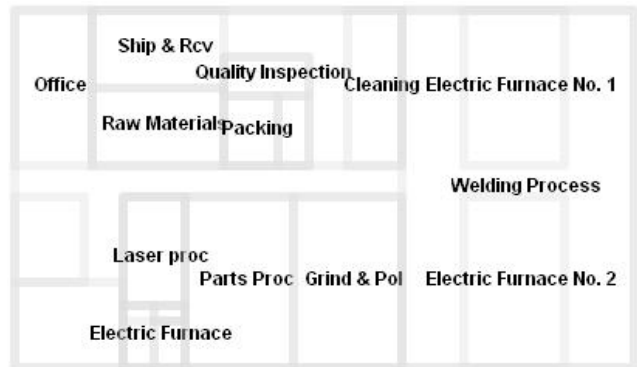 Ship & Rcv
Office
Quality Inspection
Cleaning
Electric Furnace No. 1
Raw Materials
Packing
Welding Process
Laser proc
Parts Proc
Grind & Pol
Electric Furnace No. 2
Electric Furnace